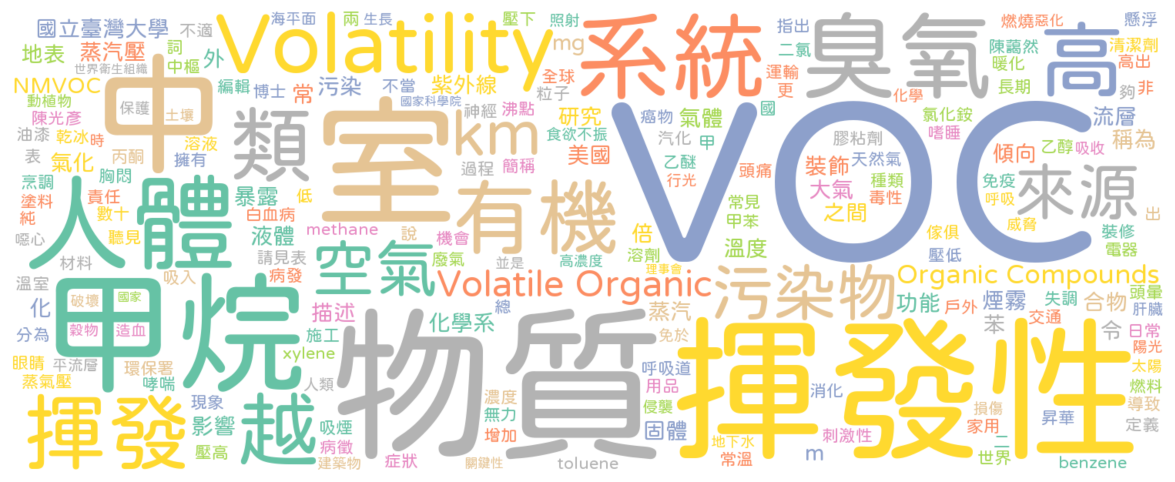 國立臺灣大學
海平面
兩
生長
壓下
照射
指出
燃燒惡化
懸浮
不適
詞
Volatility
系統
臭氧
高
二氯
陳藹然
清潔劑
地表
蒸汽壓
中樞
外
mg
全球
運輸
暖化
高出
世界衛生組織
編輯
博士
常
污染
不當
紫外線
粒子
更
長期
夠
非
NMVOC
中
國家科學院
化學
動植物
保護
土壤
類
室
神經
沸點
研究
癌物
氣體
國
氯化銨
流層
陳光彥
km
食欲不振
汽化
甲
膠粘劑
嗜睡
稱為
油漆
乾冰
時
溶液
過程
簡稱
美國
乙醚
裝飾
天然氣
傾向
乙醇
吸收
表
氣化
丙酮
擁有
行光
頭痛
大氣
種類
免疫
來源
烹調
胸悶
暴露
低
有機
常見
之間
毒性
呼吸
出
塗料
責任
人體
白血病
甲苯
威脅
純
數十
methane
說
機會
倍
溫度
傢俱
裝修
噁心
聽見
液體
廢氣
溶劑
壓低
電器
材料
請見表
空氣
並是
高濃度
VOC
溫室
吸入
病發
理事會
污染物
Organic Compounds
化
破壞
國家
甲烷
Volatile Organic
功能
戶外
煙霧
失調
合物
頭暈
分為
穀物
造血
描述
總
蒸汽
肝臟
施工
化學系
物質
免於
揮發性
苯
交通
令
日常
眼睛
平流層
環保署
xylene
呼吸道
陽光
蒸氣壓
哮喘
人類
用品
消化
太陽
燃料
揮發
現象
越
濃度
侵襲
損傷
導致
影響
吸煙
無力
固體
刺激性
家用
昇華
定義
壓高
病徵
增加
地下水
二
建築物
症狀
關鍵性
toluene
常溫
m
世界
benzene